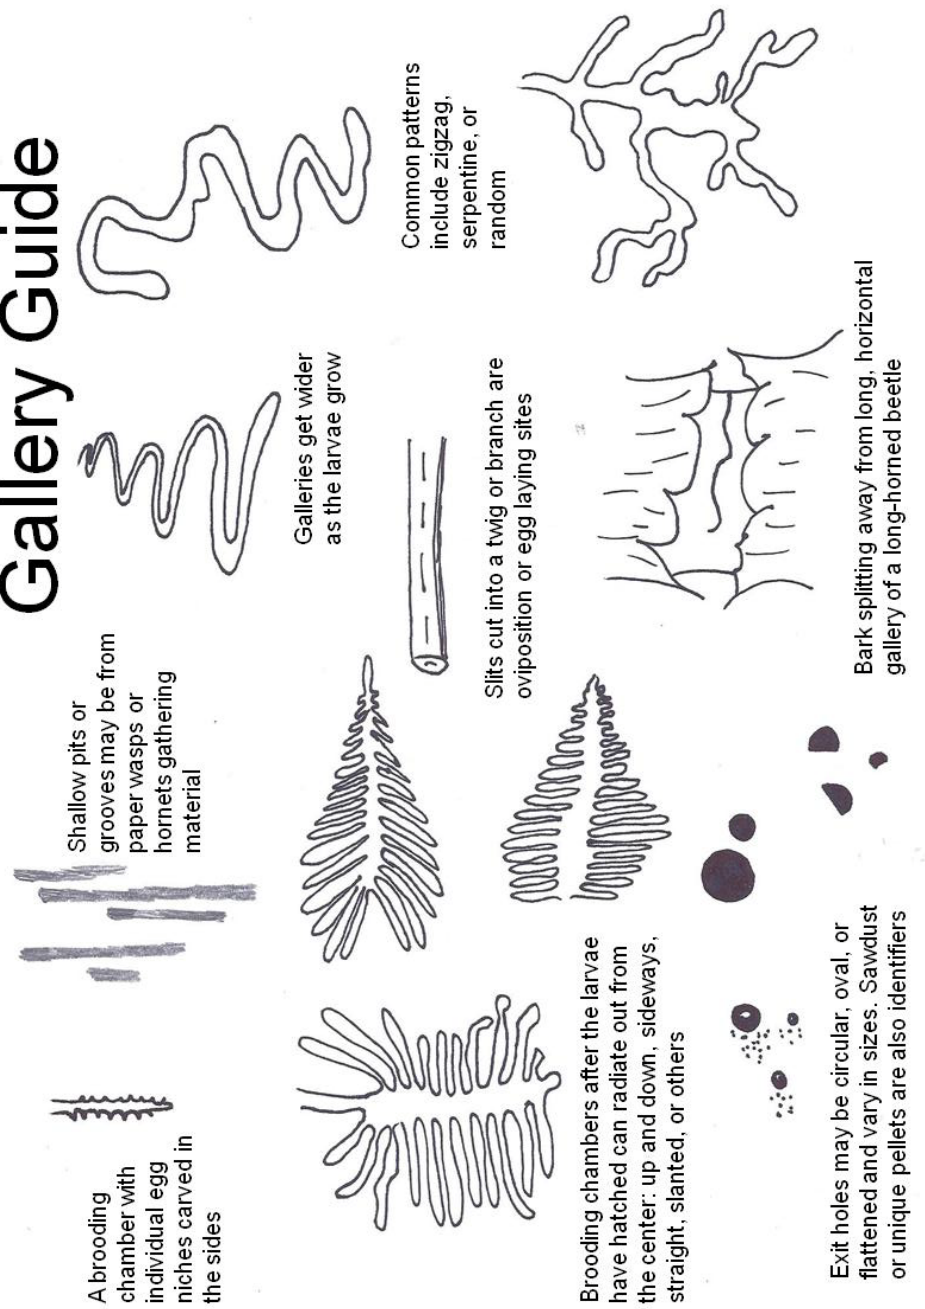 Gallery Guide
A brooding
chamber with
individual egg
niches carved in
the sides
Shallow pits or
grooves may be from
paper wasps or
hornets gathering
material
Galleries get wider
as the larvae grow
Common patterns
include zigzag,
serpentine, or
random
Brooding chambers after the larvae
have hatched can radiate out from
the center: up and down, sideways,
straight, slanted, or others
Slits cut into a twig or branch are
oviposition or egg laying sites
Exit holes may be circular, oval, or
flattened and vary in sizes. Sawdust
or unique pellets are also identifiers
Bark splitting away from long, horizontal
gallery of a long-horned beetle